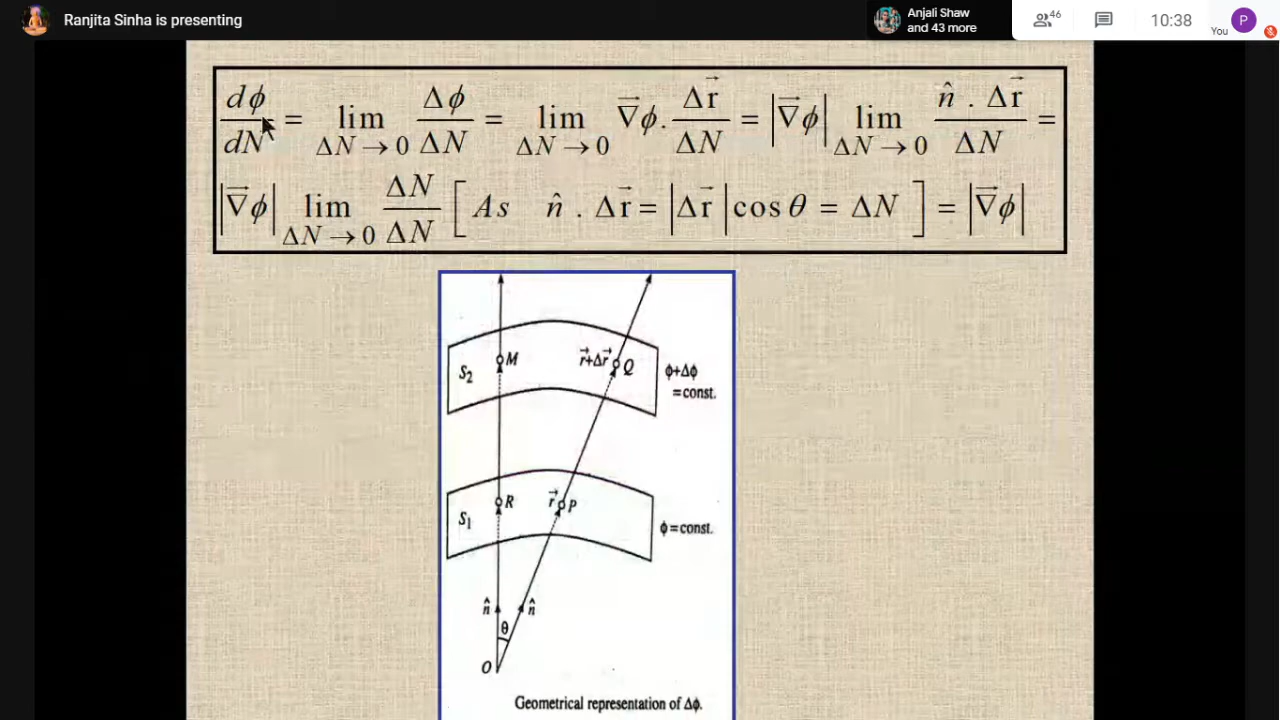 Ranjita Sinha is presenting
Anjali Shaw
and 43 more
46
10:38
You
P
dϕ/dN = lim ΔN→0 Δϕ/ΔN = lim ΔN→0 ∇⃗ϕ. Δr⃗/ΔN = |∇⃗ϕ| lim ΔN→0 n̂ . Δr⃗/ΔN =
|∇⃗ϕ| lim ΔN→0 ΔN/ΔN [ As n̂ . Δr⃗ = |Δr⃗| cos θ = ΔN ] = |∇⃗ϕ|
S₂ M r⃗+Δr⃗ Q ϕ+Δϕ
=const.
S₁ R r⃗ P ϕ=const.
n̂ n̂
θ
O
Geometrical representation of Δϕ.